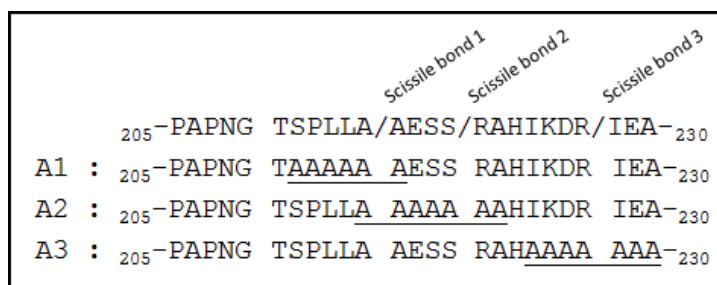 Scissile bond 1 Scissile bond 2 Scissile bond 3
205-PAPNG TSPLLA/AESS/RAHIKDR/IEA-230
A1 : 205-PAPNG TAAAAA AESS RAHIKDR IEA-230
A2 : 205-PAPNG TSPLLA AAAA AAHIKDR IEA-230
A3 : 205-PAPNG TSPLLA AESS RAHAAAA AAA-230